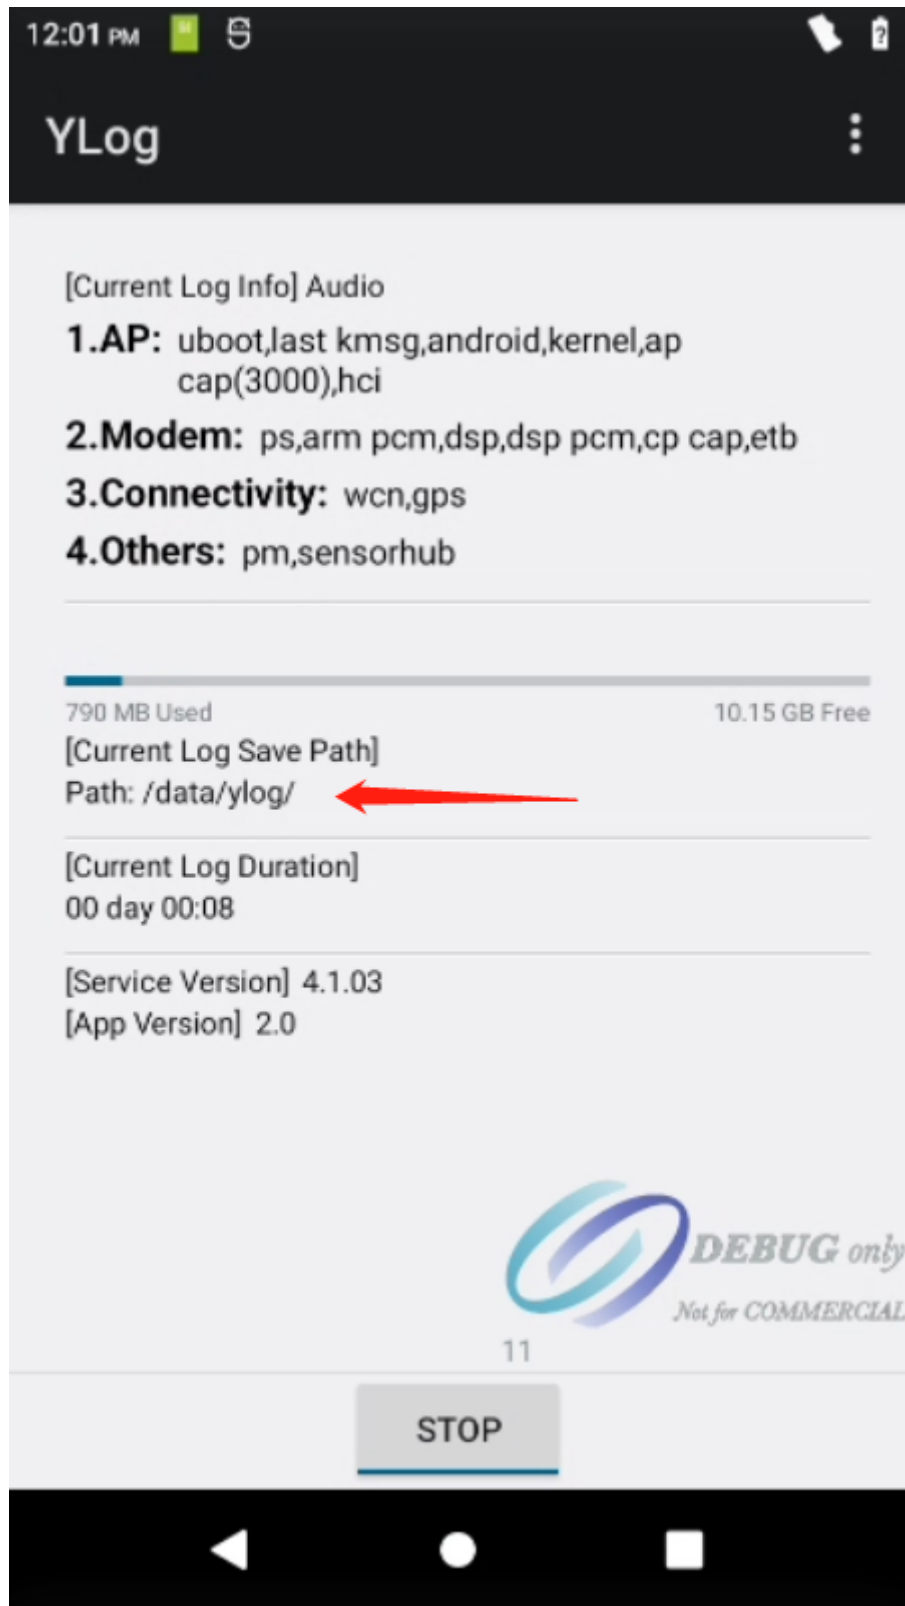 12:01 PM
YLog
[Current Log Info] Audio
1.AP: uboot,last kmsg,android,kernel,ap
cap(3000),hci
2.Modem: ps,arm pcm,dsp,dsp pcm,cp cap,etb
3.Connectivity: wcn,gps
4.Others: pm,sensorhub
790 MB Used 10.15 GB Free
[Current Log Save Path]
Path: /data/ylog/
[Current Log Duration]
00 day 00:08
[Service Version] 4.1.03
[App Version] 2.0
DEBUG only
Not for COMMERCIAL
11
STOP